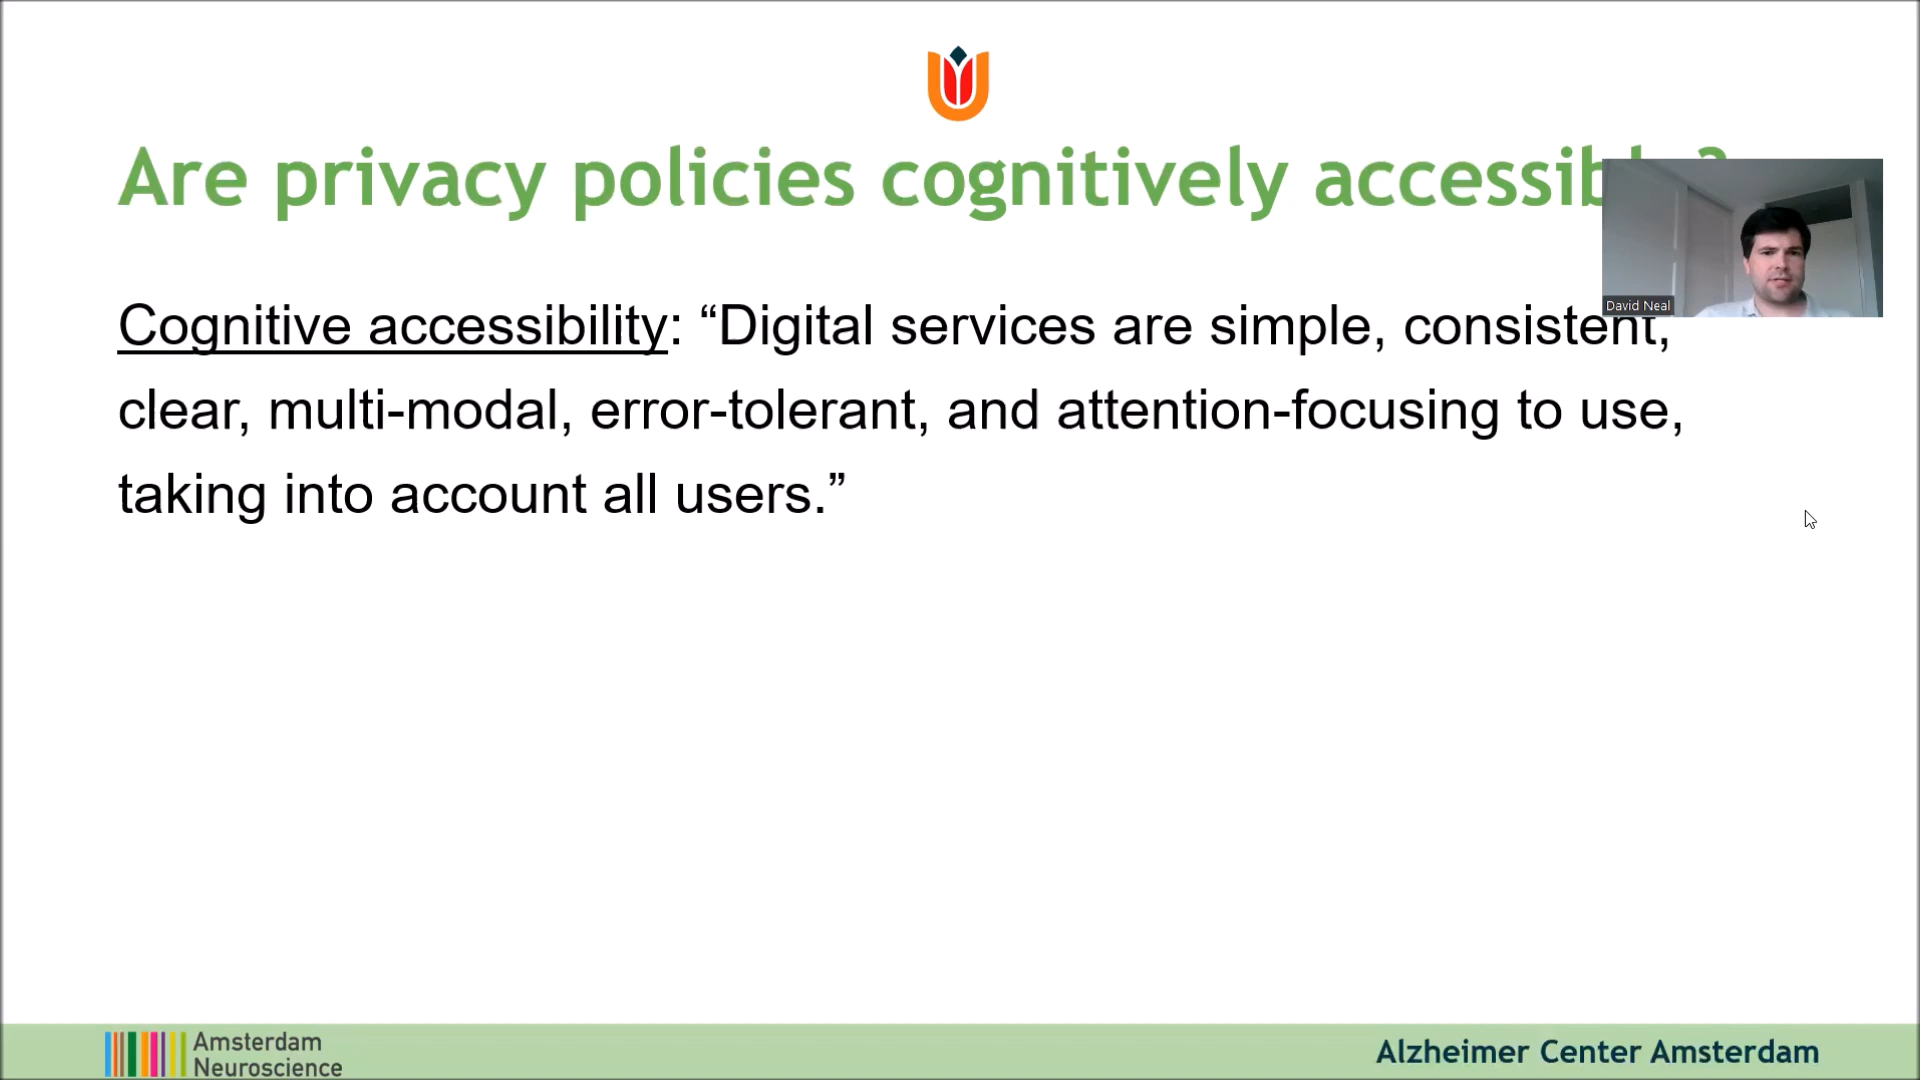 Are privacy policies cognitively accessib ?
David Neal
Cognitive accessibility: “Digital services are simple, consistent,
clear, multi-modal, error-tolerant, and attention-focusing to use,
taking into account all users.”
Amsterdam
Neuroscience
Alzheimer Center Amsterdam